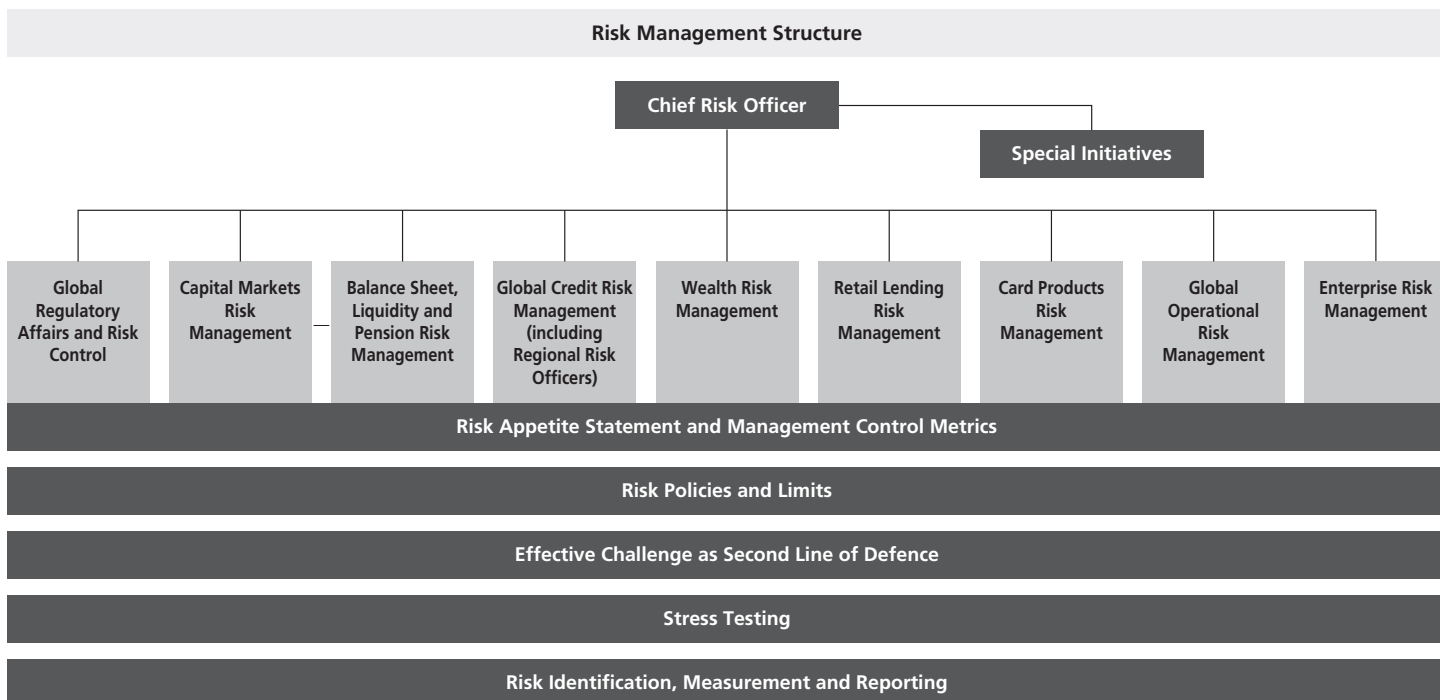 Risk Management Structure
Chief Risk Officer
Special Initiatives
Global
Regulatory
Affairs and Risk
Control
Capital Markets
Risk
Management
Balance Sheet,
Liquidity and
Pension Risk
Management
Global Credit Risk
Management
(including
Regional Risk
Officers)
Wealth Risk
Management
Retail Lending
Risk
Management
Card Products
Risk
Management
Global
Operational
Risk
Management
Enterprise Risk
Management
Risk Appetite Statement and Management Control Metrics
Risk Policies and Limits
Effective Challenge as Second Line of Defence
Stress Testing
Risk Identification, Measurement and Reporting